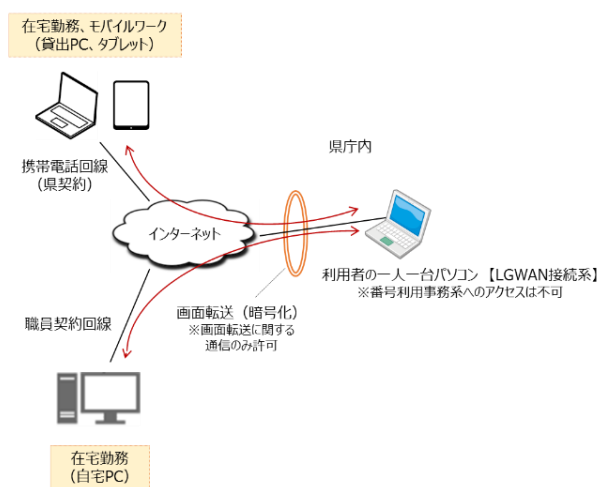 在宅勤務、モバイルワーク
（貸出PC、タブレット）
県庁内
携帯電話回線
（県契約）
インターネット
利用者の一人一台パソコン【LGWAN接続系】
※番号利用事務系へのアクセスは不可
画面転送（暗号化）
※画面転送に関する
通信のみ許可
職員契約回線
在宅勤務
（自宅PC）